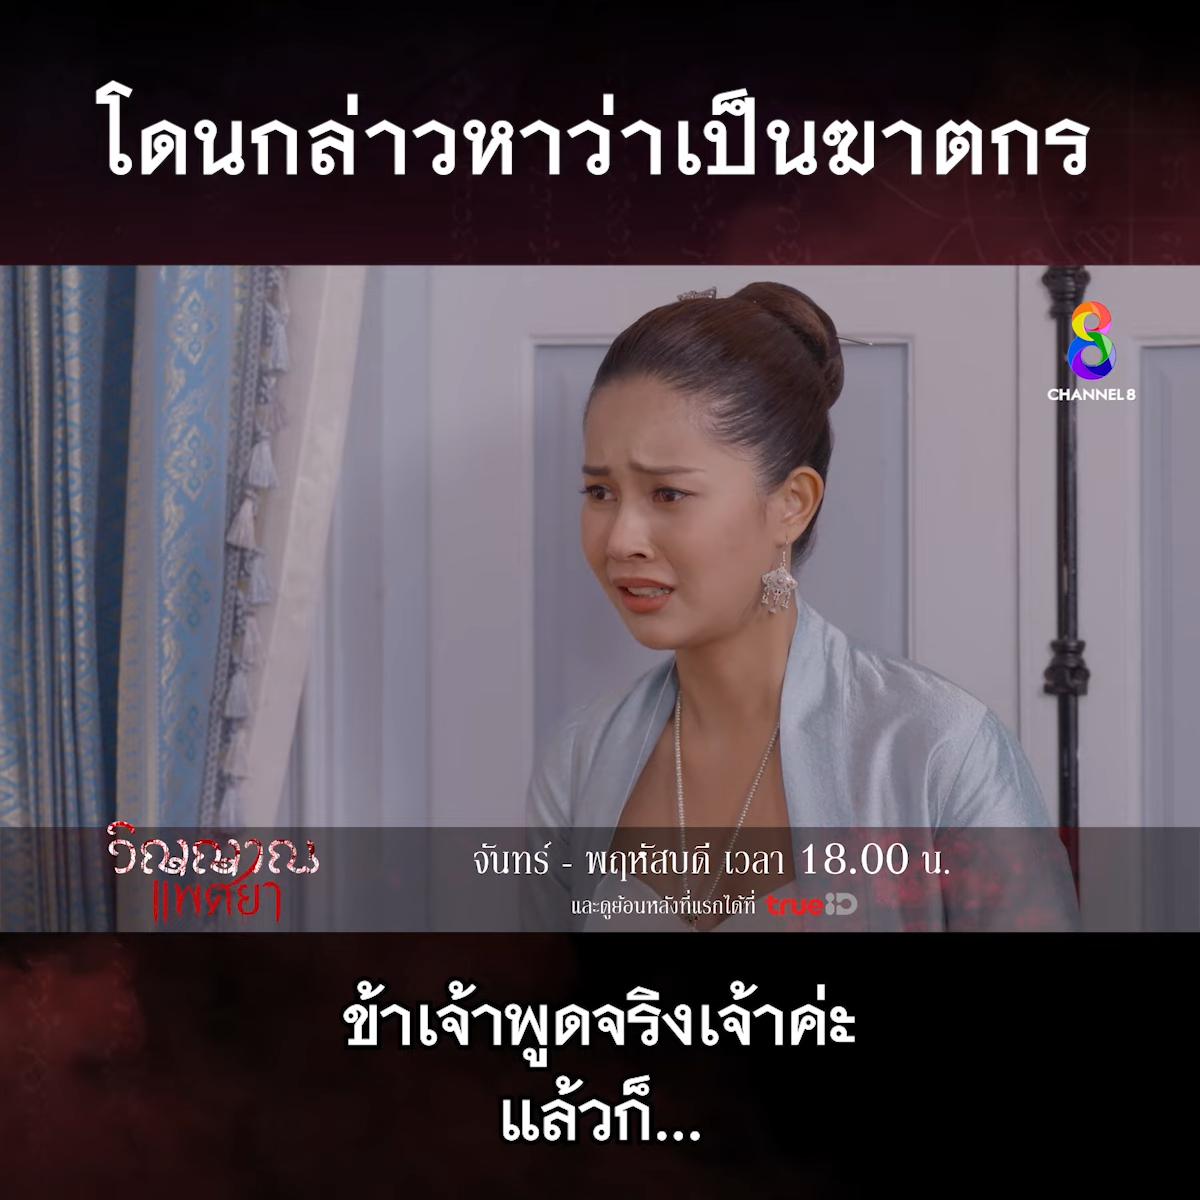 โดนกล่าวหาว่าเป็นฆาตกร
CHANNEL 8
วิญญาณ
แพศยา
จันทร์ - พฤหัสบดี เวลา 18.00 น.
และดูย้อนหลังที่แรกได้ที่ trueiD
ข้าเจ้าพูดจริงเจ้าค่ะ
แล้วก็...